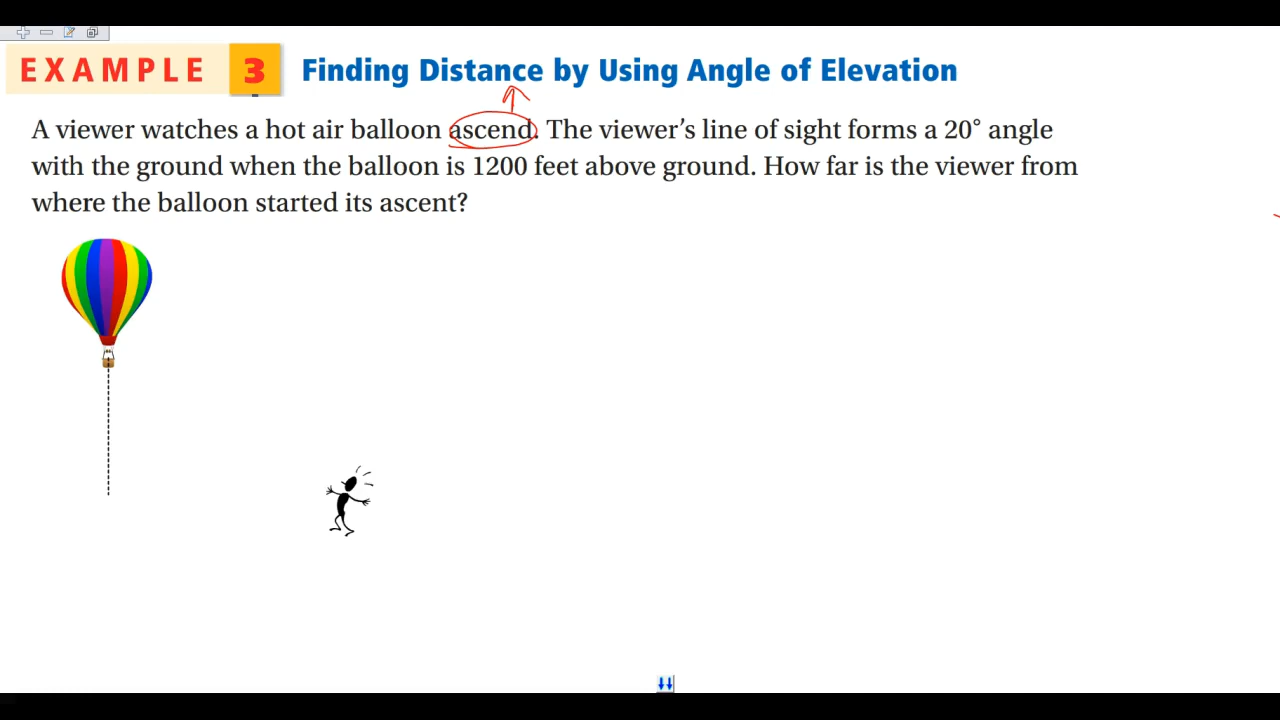 EXAMPLE 3 Finding Distance by Using Angle of Elevation
A viewer watches a hot air balloon ascend. The viewer's line of sight forms a 20° angle
with the ground when the balloon is 1200 feet above ground. How far is the viewer from
where the balloon started its ascent?